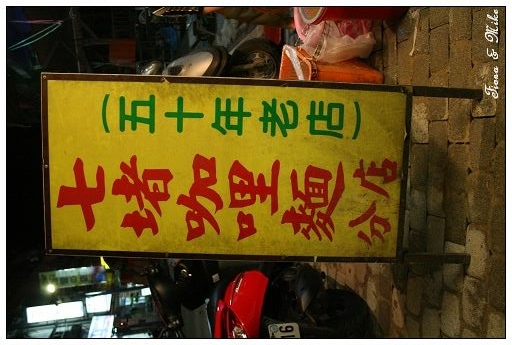 (五十年老店)
七堵咖哩麵分店
Fiona & Mike